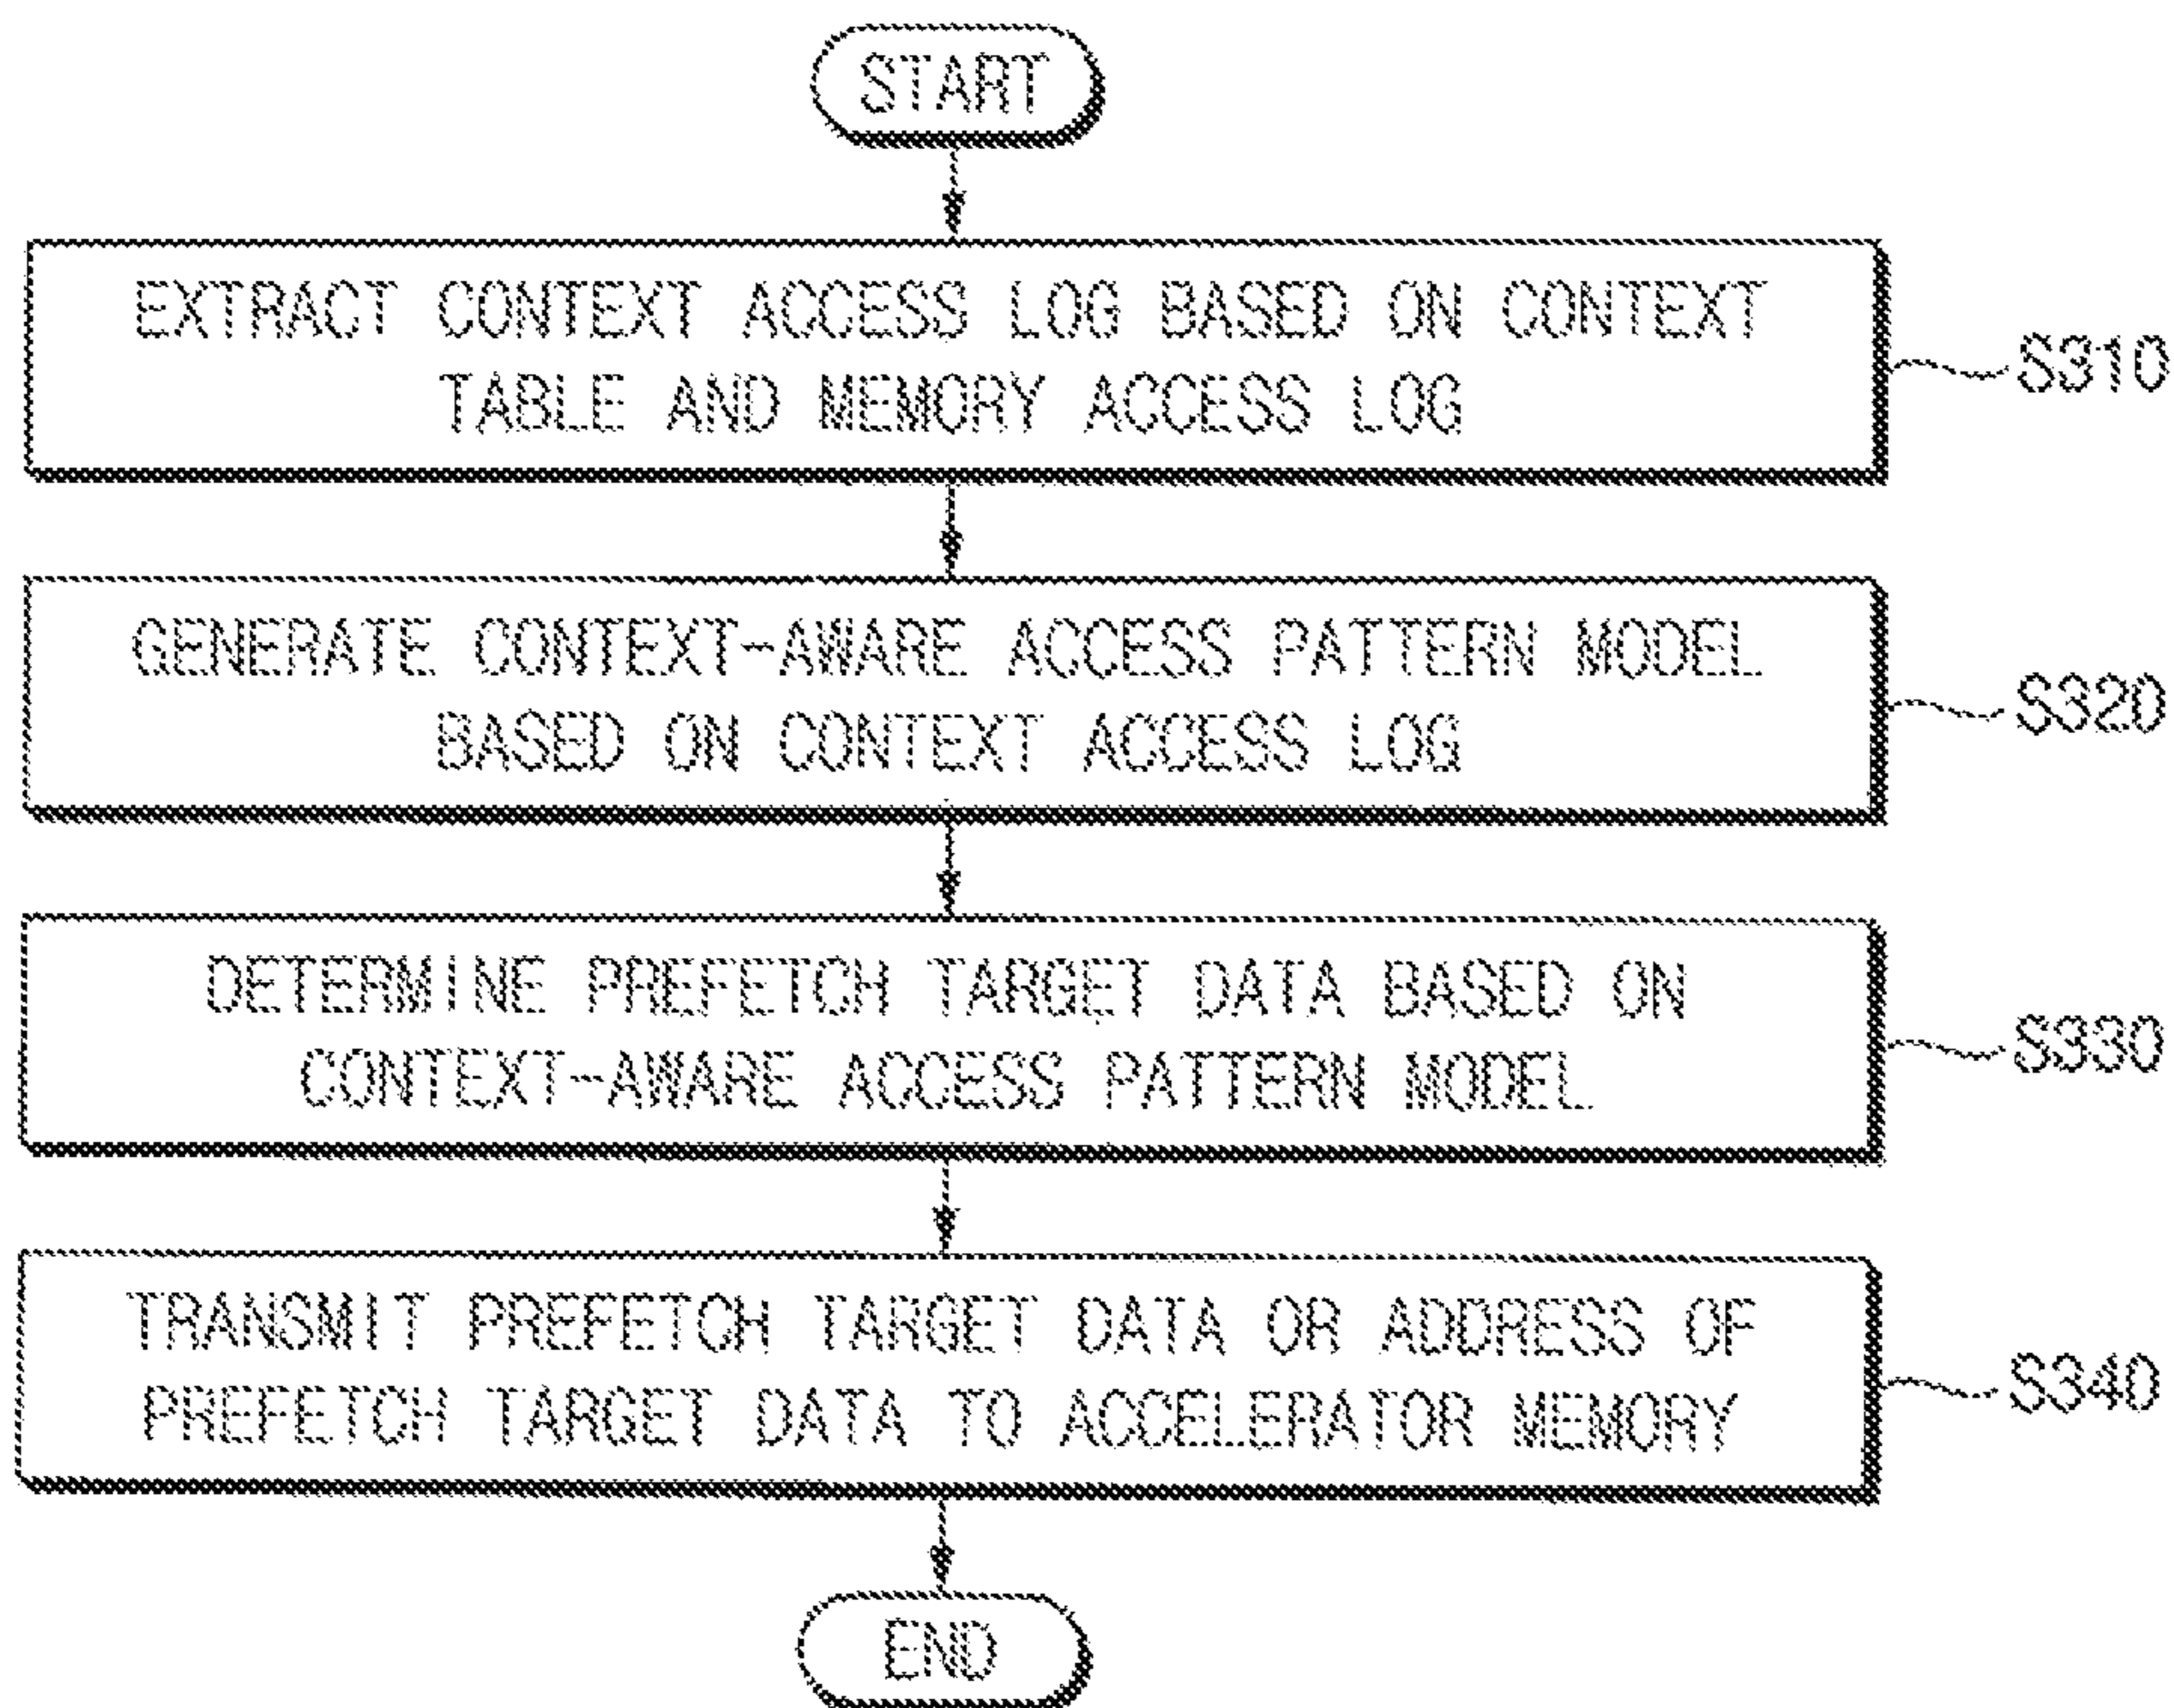 START
EXTRACT CONTEXT ACCESS LOG BASED ON CONTEXT
TABLE AND MEMORY ACCESS LOG
S310
GENERATE CONTEXT-AWARE ACCESS PATTERN MODEL
BASED ON CONTEXT ACCESS LOG
S320
DETERMINE PREFETCH TARGET DATA BASED ON
CONTEXT-AWARE ACCESS PATTERN MODEL
S330
TRANSMIT PREFETCH TARGET DATA OR ADDRESS OF
PREFETCH TARGET DATA TO ACCELERATOR MEMORY
S340
END